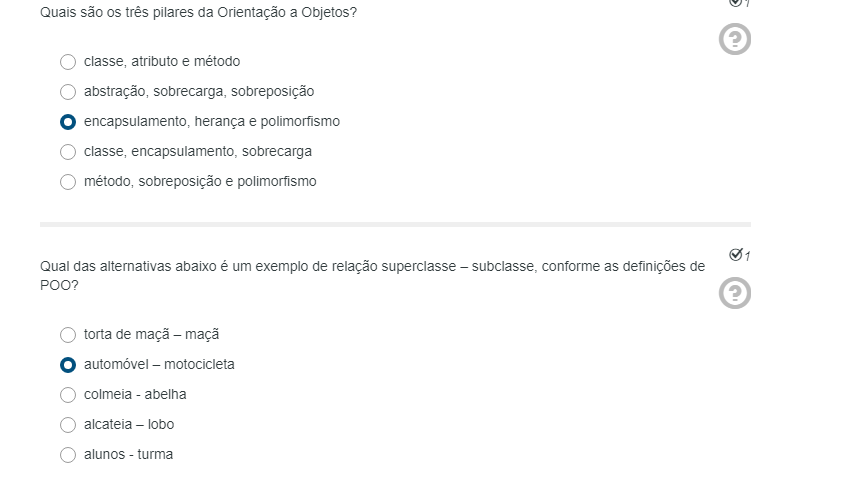 Quais são os três pilares da Orientação a Objetos?
classe, atributo e método
abstração, sobrecarga, sobreposição
encapsulamento, herança e polimorfismo
classe, encapsulamento, sobrecarga
método, sobreposição e polimorfismo
1
Qual das alternativas abaixo é um exemplo de relação superclasse – subclasse, conforme as definições de
POO?
torta de maçã – maçã
automóvel – motocicleta
colmeia - abelha
alcateia – lobo
alunos - turma